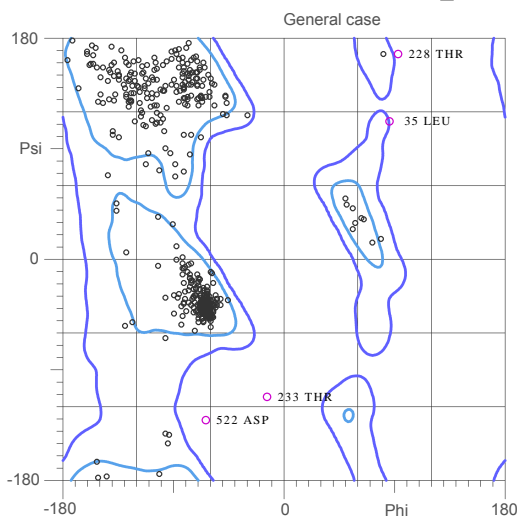 General case
180
228 THR
35 LEU
Psi
0
233 THR
522 ASP
-180
-180 0 Phi 180